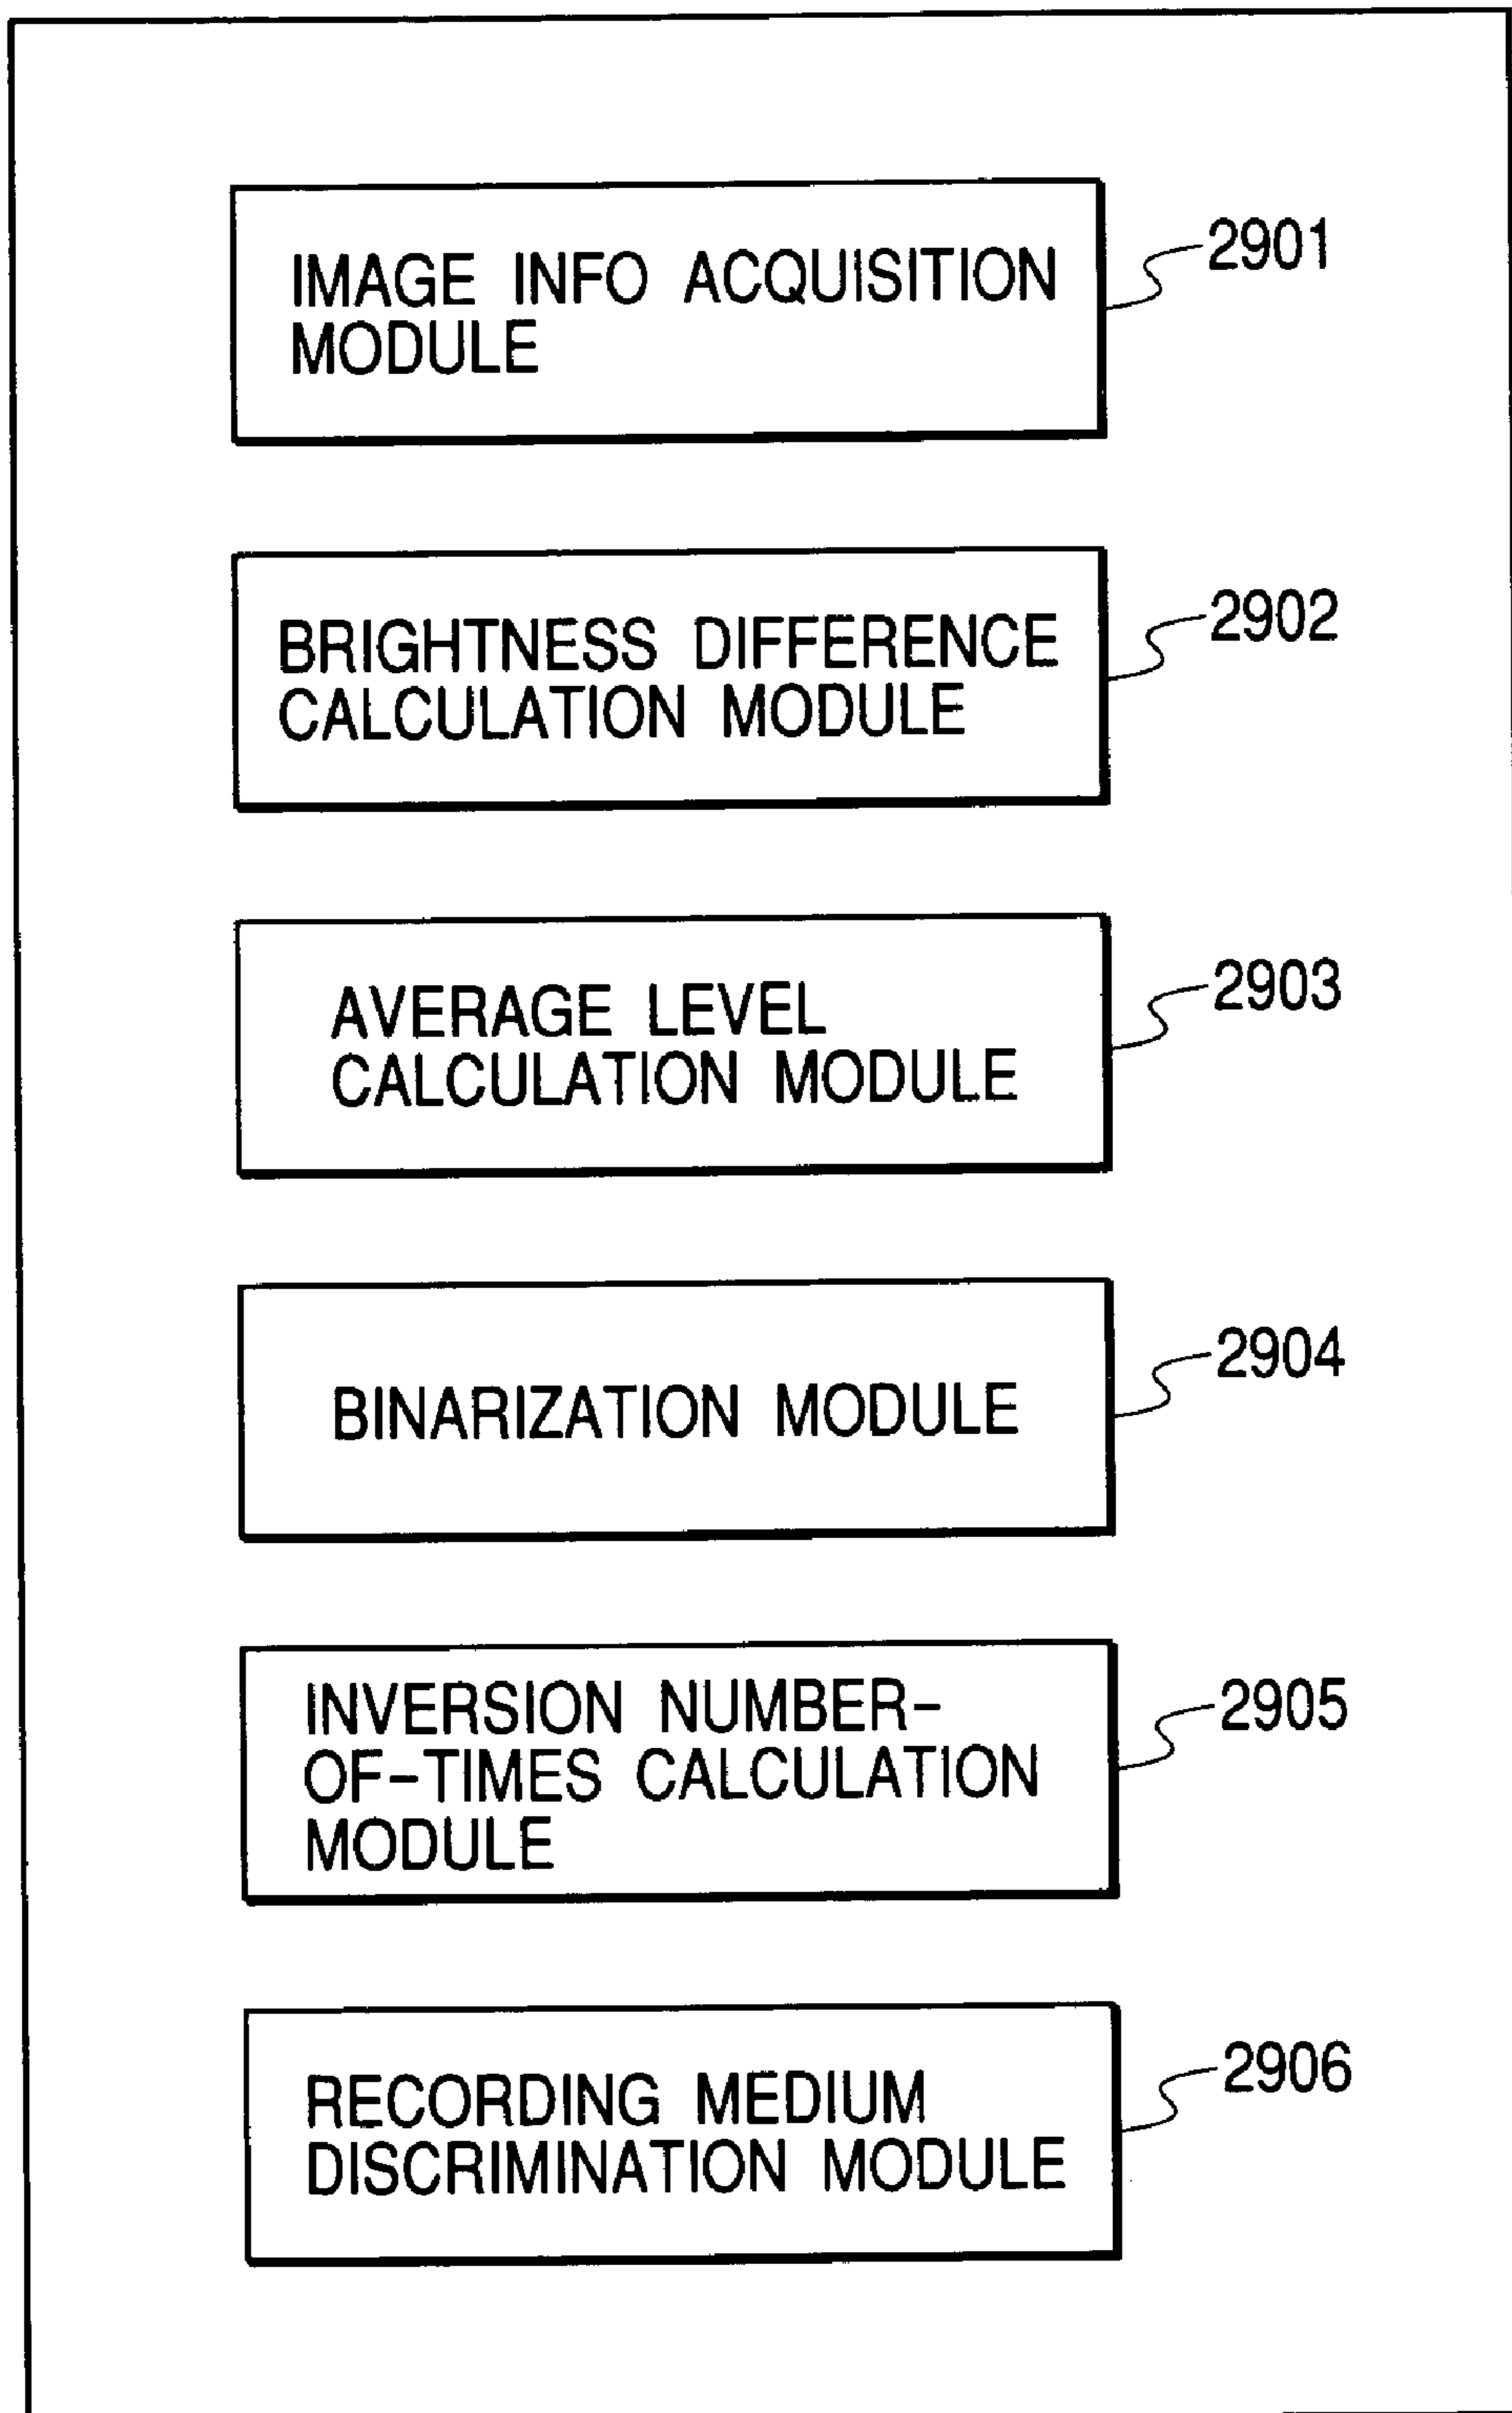 IMAGE INFO ACQUISITION
MODULE
2901
BRIGHTNESS DIFFERENCE
CALCULATION MODULE
2902
AVERAGE LEVEL
CALCULATION MODULE
2903
BINARIZATION MODULE
2904
INVERSION NUMBER-
OF-TIMES CALCULATION
MODULE
2905
RECORDING MEDIUM
DISCRIMINATION MODULE
2906